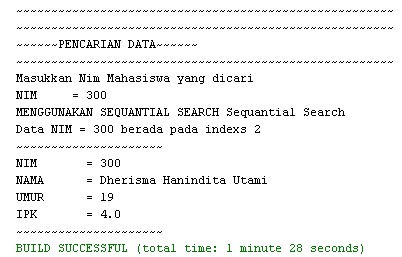 ~~~~~~~~~~~~~~~~~~~~~~~~~~~~~~~~~~~~~~~~~~~~~~~~~~~~~~
~~~~~~~~~~~~~~~~~~~~~~~~~~~~~~~~~~~~~~~~~~~~~~~~~~~~~~
~~~~~~PENCARIAN DATA~~~~~~
~~~~~~~~~~~~~~~~~~~~~~~~~~~~~~~~~~~~~~~~~~~~~~~~~~~~~~
Masukkan Nim Mahasiswa yang dicari
NIM     = 300
MENGGUNAKAN SEQUANTIAL SEARCH Sequantial Search
Data NIM = 300 berada pada indexs 2
~~~~~~~~~~~~~~~~~~~~~
NIM       = 300
NAMA      = Dherisma Hanindita Utami
UMUR      = 19
IPK       = 4.0
~~~~~~~~~~~~~~~~~~~~~
BUILD SUCCESSFUL (total time: 1 minute 28 seconds)